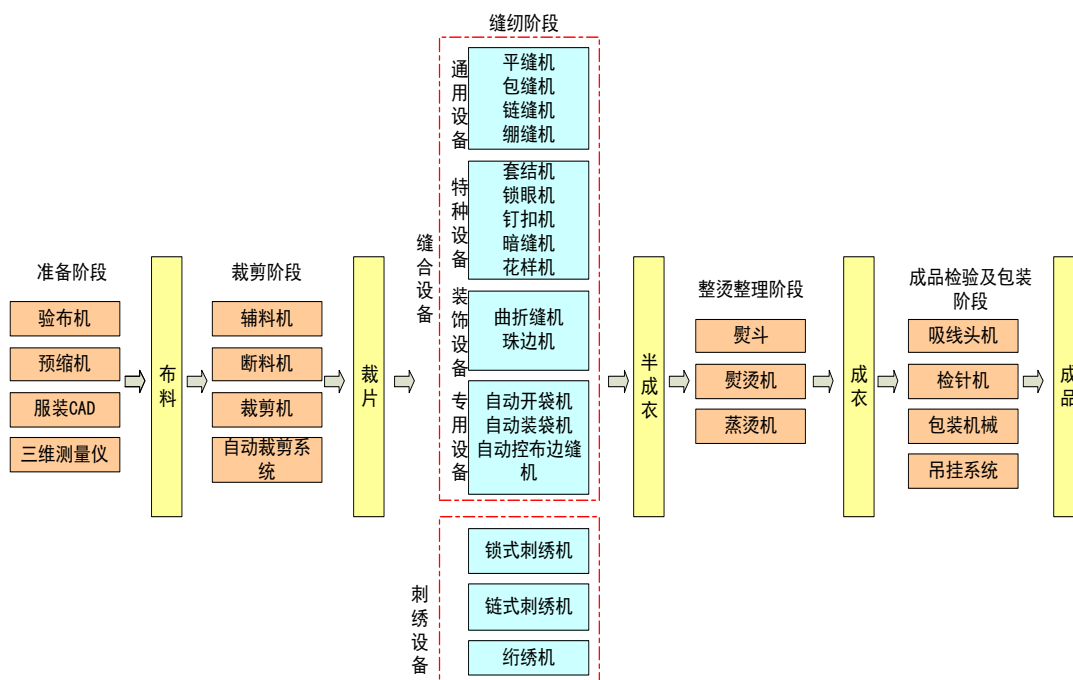 缝纫阶段
通用设备
平缝机
包缝机
链缝机
绷缝机
特种设备
套结机
锁眼机
钉扣机
暗缝机
花样机
缝合设备
装饰设备
曲折缝机
珠边机
专用设备
自动开袋机
自动装袋机
自动控布边缝
机
准备阶段
验布机
预缩机
服装CAD
三维测量仪
布料
裁剪阶段
辅料机
断料机
裁剪机
自动裁剪系
统
裁片
刺绣设备
锁式刺绣机
链式刺绣机
绗绣机
半成衣
整烫整理阶段
熨斗
熨烫机
蒸烫机
成衣
成品检验及包装
阶段
吸线头机
检针机
包装机械
吊挂系统
成品